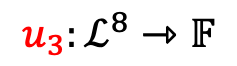 u₃: ℒ⁸ → 𝔽